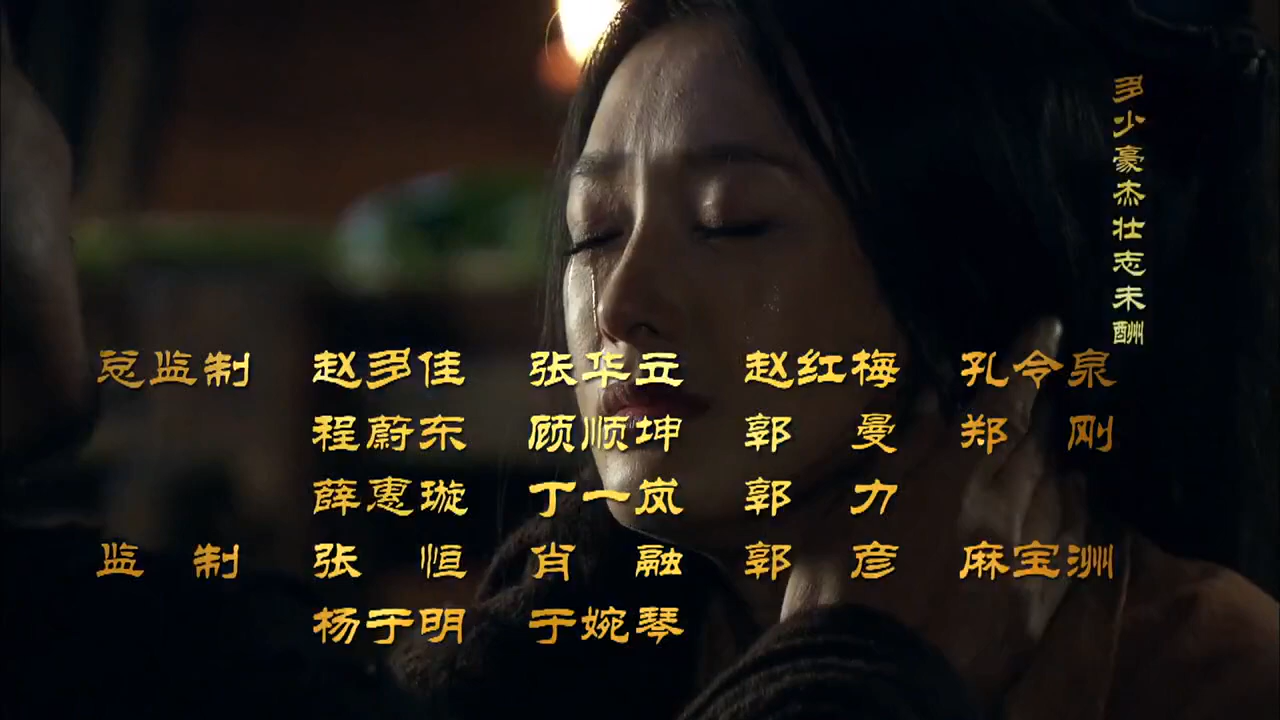 多少豪杰壮志未酬
总监制 赵多佳 张华立 赵红梅 孔令泉
程蔚东 顾顺坤 郭 曼 郑 刚
薛惠璇 丁一岚 郭 力
监 制 张 恒 肖 融 郭 彦 麻宝洲
杨于明 于婉琴